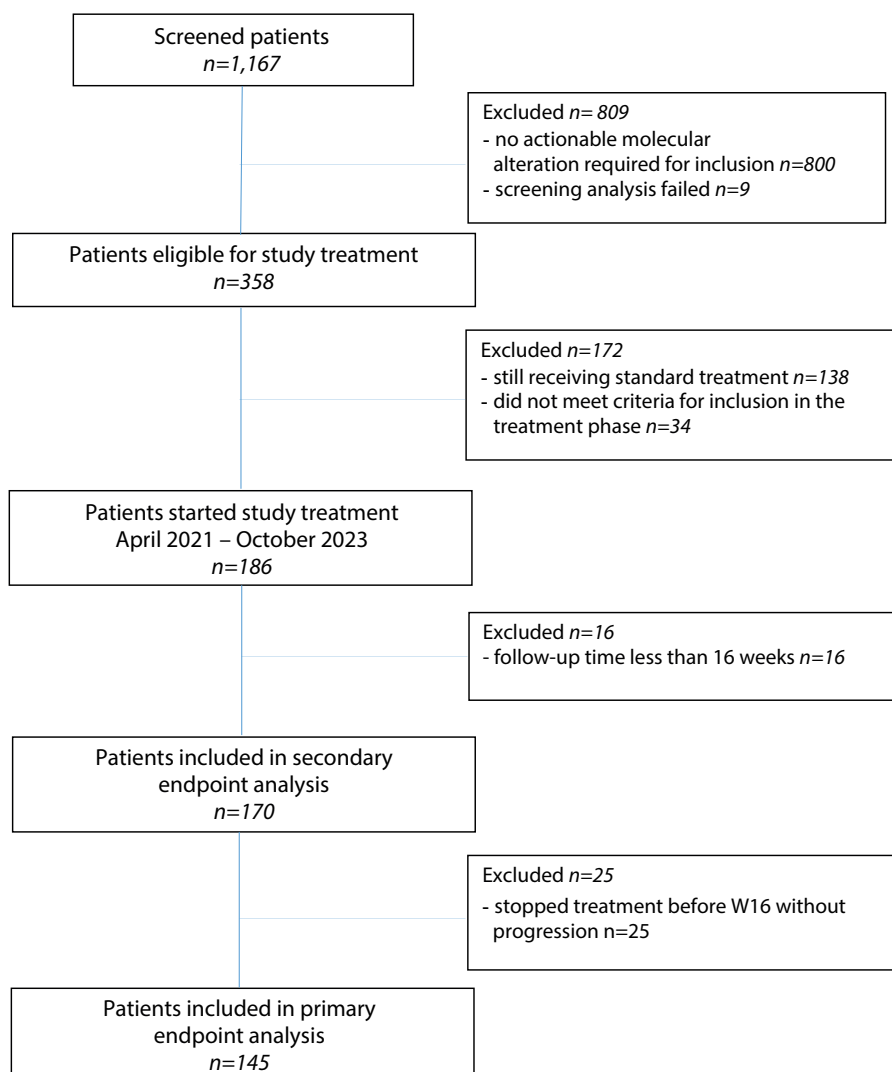 Screened patients
n=1,167
Excluded n= 809
- no actionable molecular
alteration required for inclusion n=800
- screening analysis failed n=9
Patients eligible for study treatment
n=358
Excluded n=172
- still receiving standard treatment n=138
- did not meet criteria for inclusion in the
treatment phase n=34
Patients started study treatment
April 2021 – October 2023
n=186
Excluded n=16
- follow-up time less than 16 weeks n=16
Patients included in secondary
endpoint analysis
n=170
Excluded n=25
- stopped treatment before W16 without
progression n=25
Patients included in primary
endpoint analysis
n=145